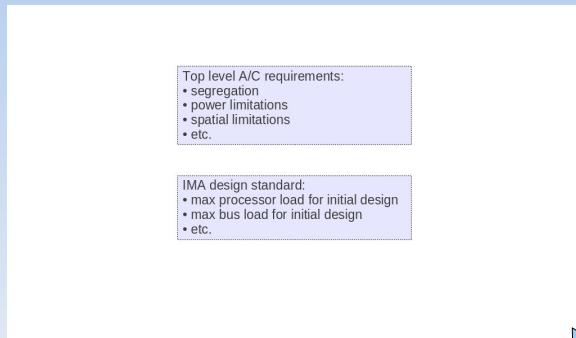 Top level A/C requirements:
• segregation
• power limitations
• spatial limitations
• etc.
IMA design standard:
• max processor load for initial design
• max bus load for initial design
• etc.